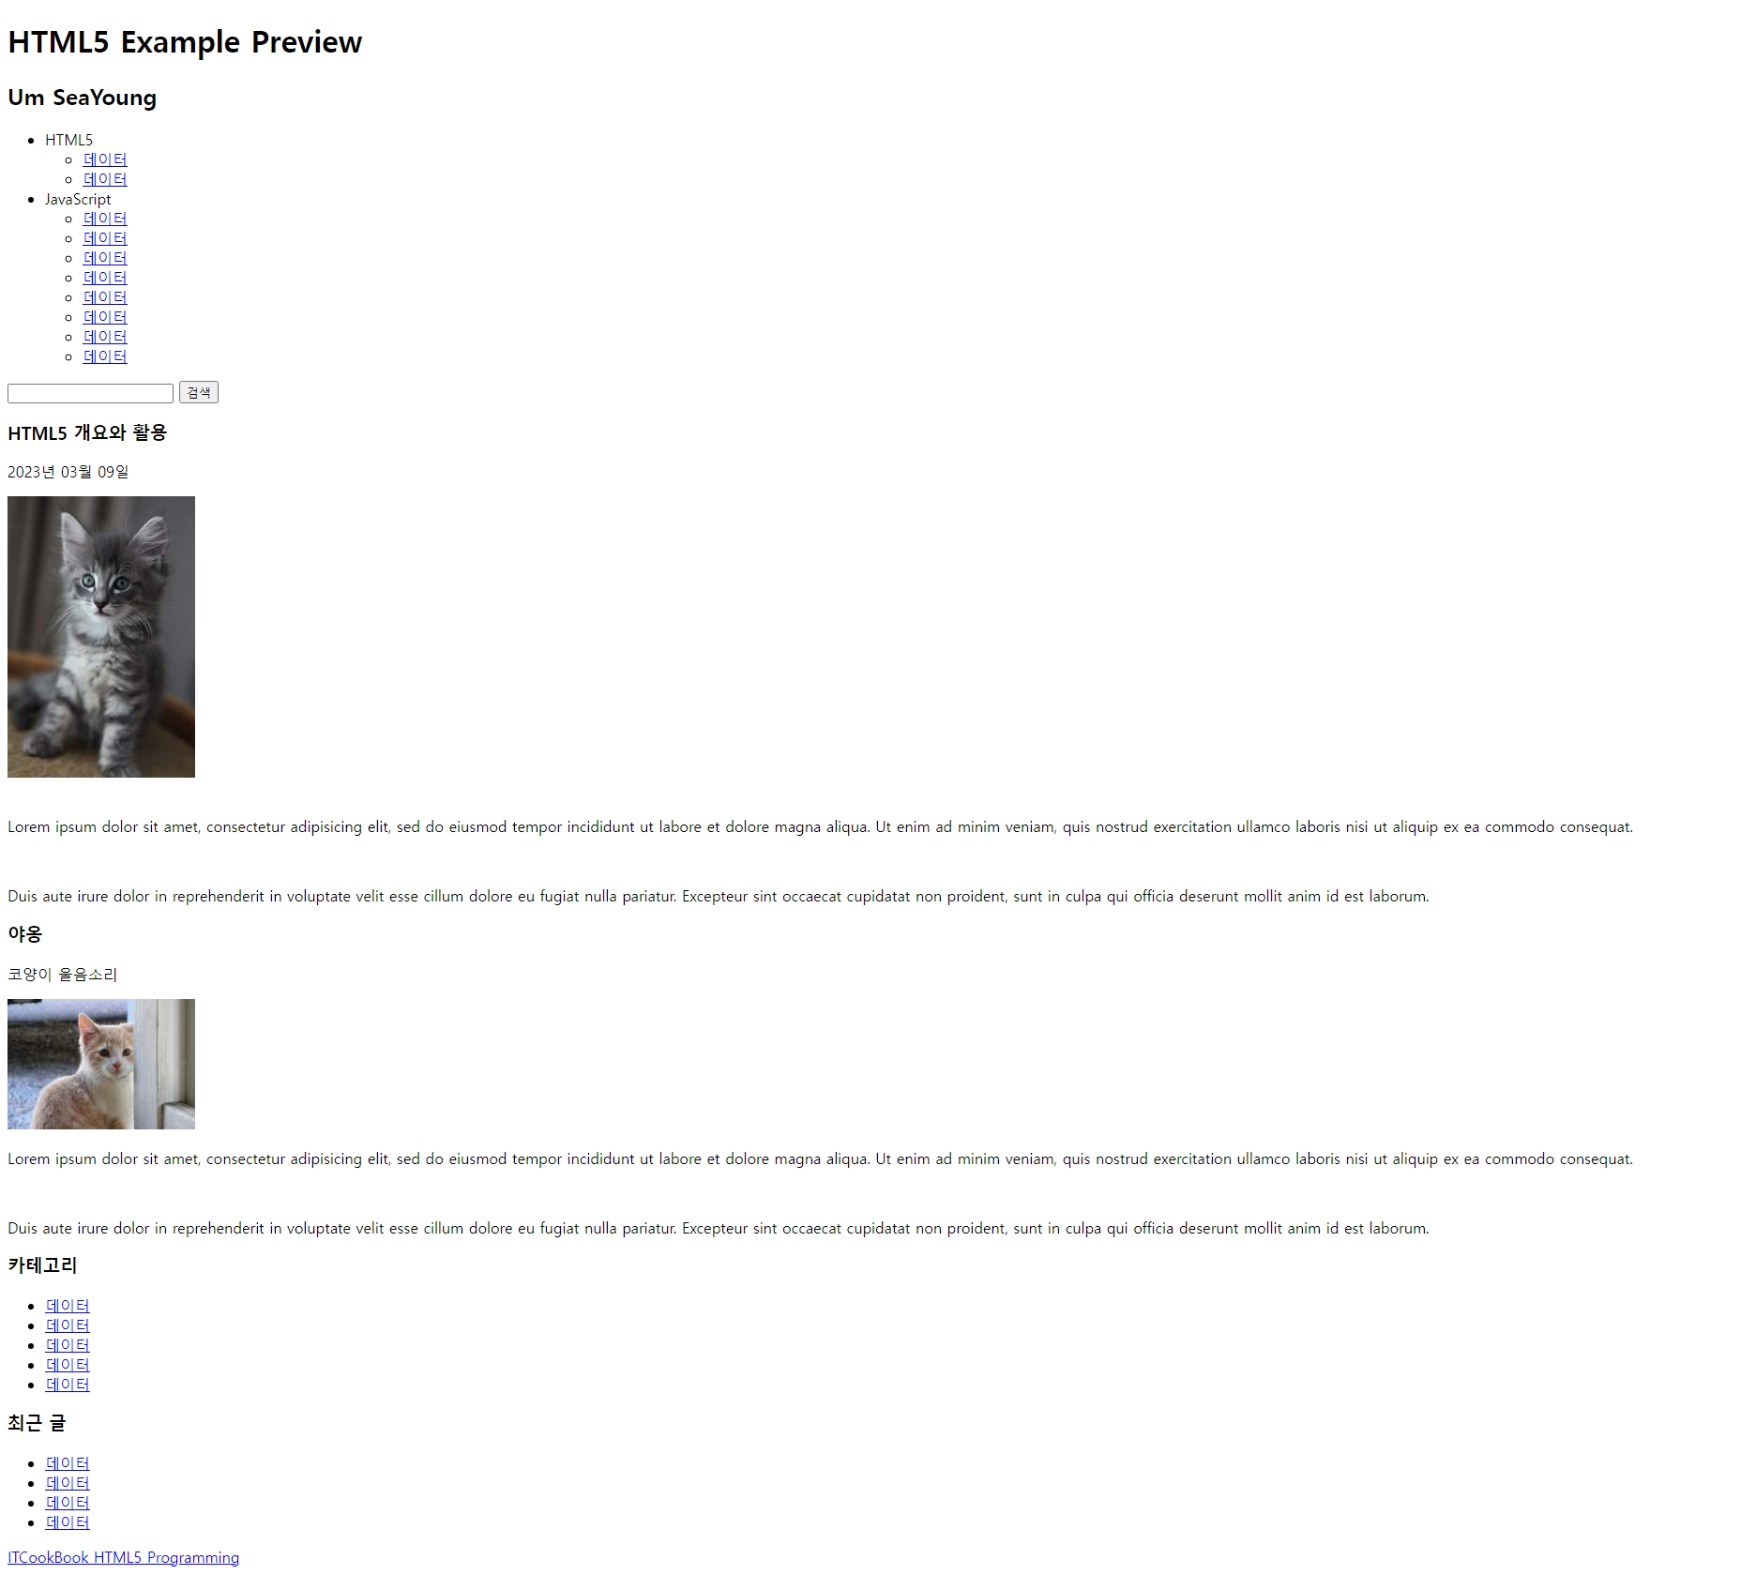 HTML5 Example Preview
Um SeaYoung
HTML5
데이터
데이터
JavaScript
데이터
데이터
데이터
데이터
데이터
데이터
데이터
데이터
검색
HTML5 개요와 활용
2023년 03월 09일
Lorem ipsum dolor sit amet, consectetur adipisicing elit, sed do eiusmod tempor incididunt ut labore et dolore magna aliqua. Ut enim ad minim veniam, quis nostrud exercitation ullamco laboris nisi ut aliquip ex ea commodo consequat.
Duis aute irure dolor in reprehenderit in voluptate velit esse cillum dolore eu fugiat nulla pariatur. Excepteur sint occaecat cupidatat non proident, sunt in culpa qui officia deserunt mollit anim id est laborum.
야옹
코양이 울음소리
Lorem ipsum dolor sit amet, consectetur adipisicing elit, sed do eiusmod tempor incididunt ut labore et dolore magna aliqua. Ut enim ad minim veniam, quis nostrud exercitation ullamco laboris nisi ut aliquip ex ea commodo consequat.
Duis aute irure dolor in reprehenderit in voluptate velit esse cillum dolore eu fugiat nulla pariatur. Excepteur sint occaecat cupidatat non proident, sunt in culpa qui officia deserunt mollit anim id est laborum.
카테고리
데이터
데이터
데이터
데이터
데이터
최근 글
데이터
데이터
데이터
데이터
ITCookBook HTML5 Programming